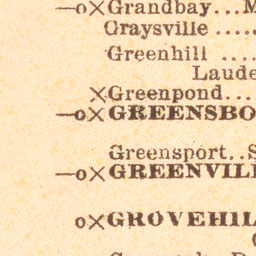 —o×Grandbay...M
Graysville ....
Greenhill ....
Laude
×Greenpond...
—o×GREENSBO
Greensport..S
—o×GREENVIL
o×GROVEHIL